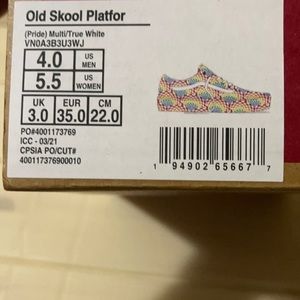 Old Skool Platfor
(Pride) Multi/True White
VN0A3B3U3WJ
4.0 US MEN
5.5 US WOMEN
UK EUR CM
3.0 35.0 22.0
PO#4001173769
ICC - 03/21
CPSIA PO/CUT#
400117376900010
1 94902 65667 7